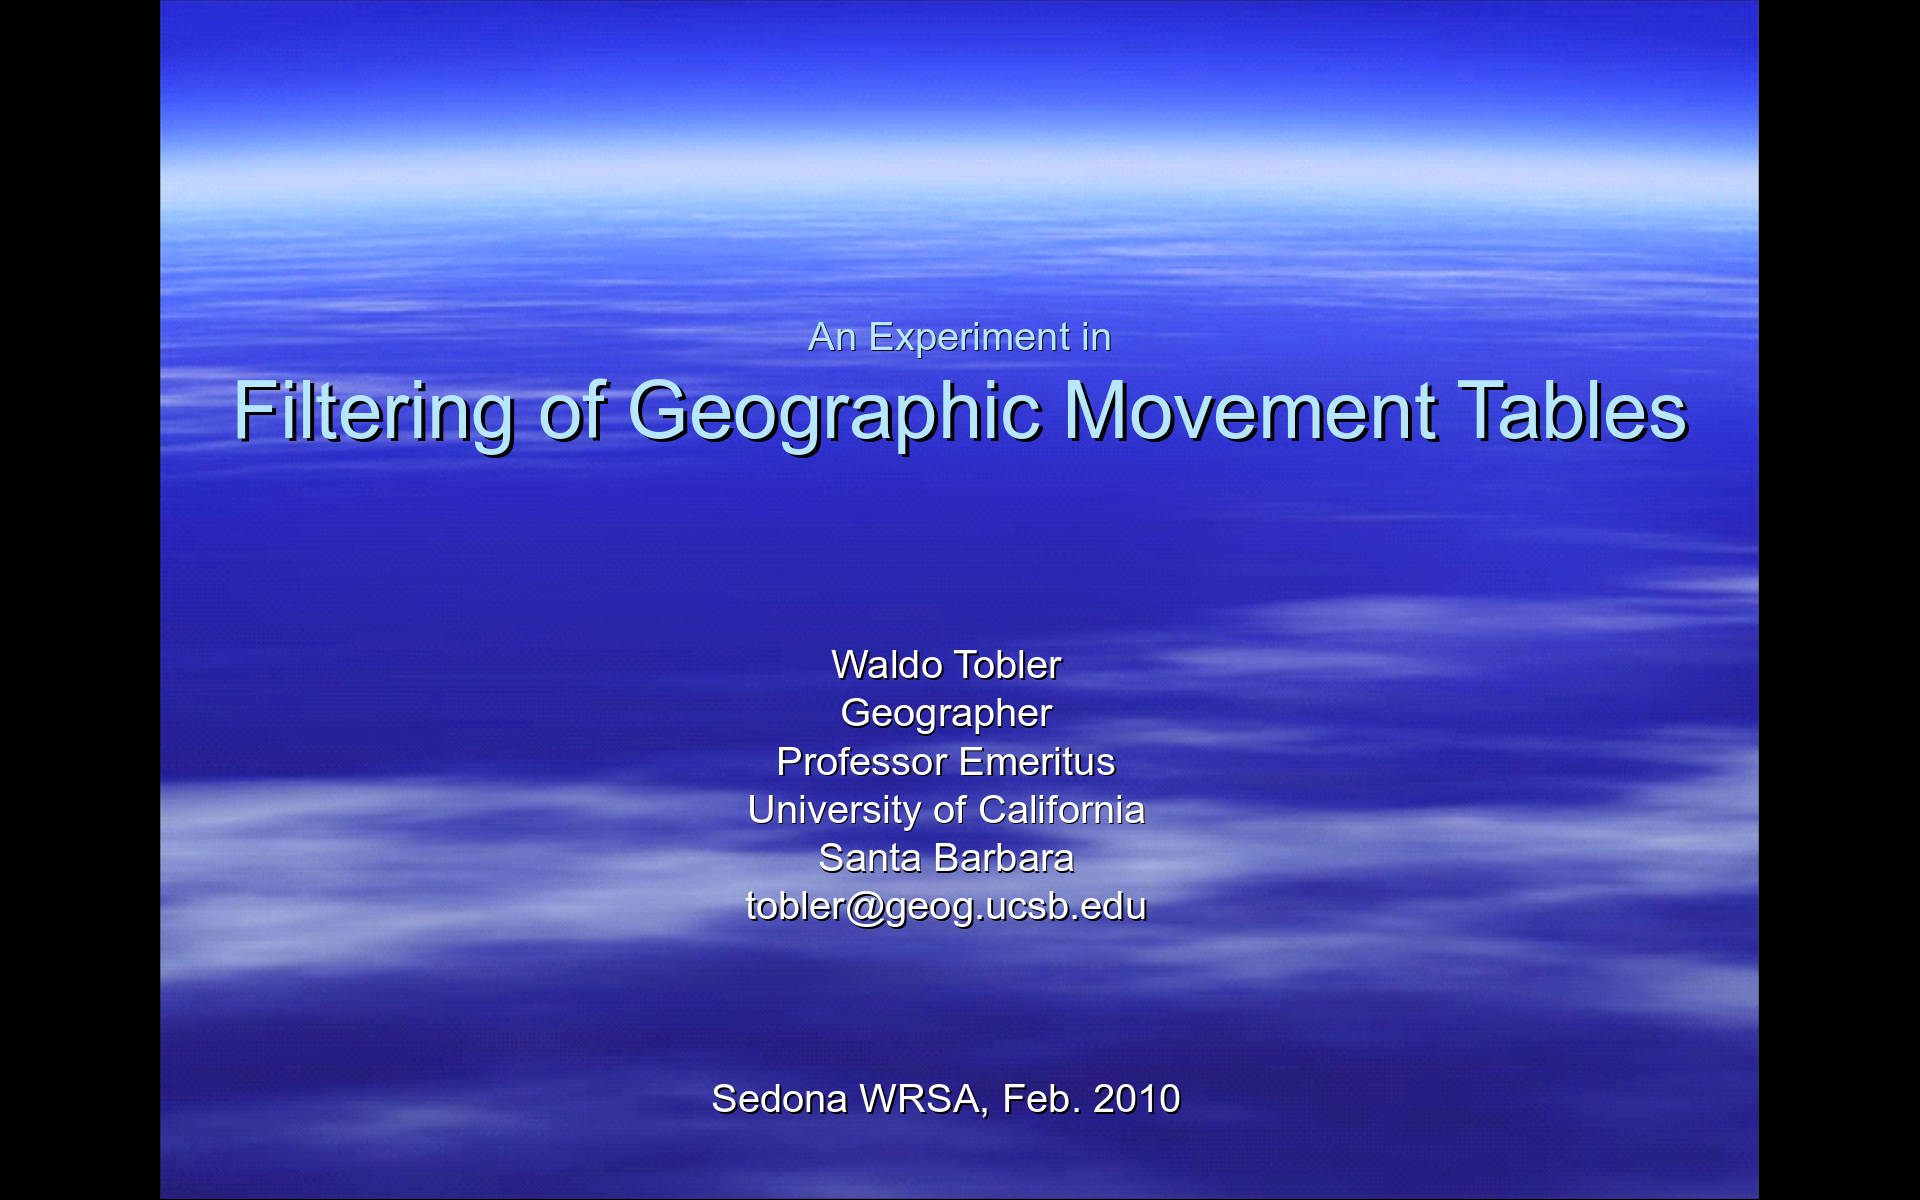 An Experiment in
Filtering of Geographic Movement Tables
Waldo Tobler
Geographer
Professor Emeritus
University of California
Santa Barbara
tobler@geog.ucsb.edu
Sedona WRSA, Feb. 2010